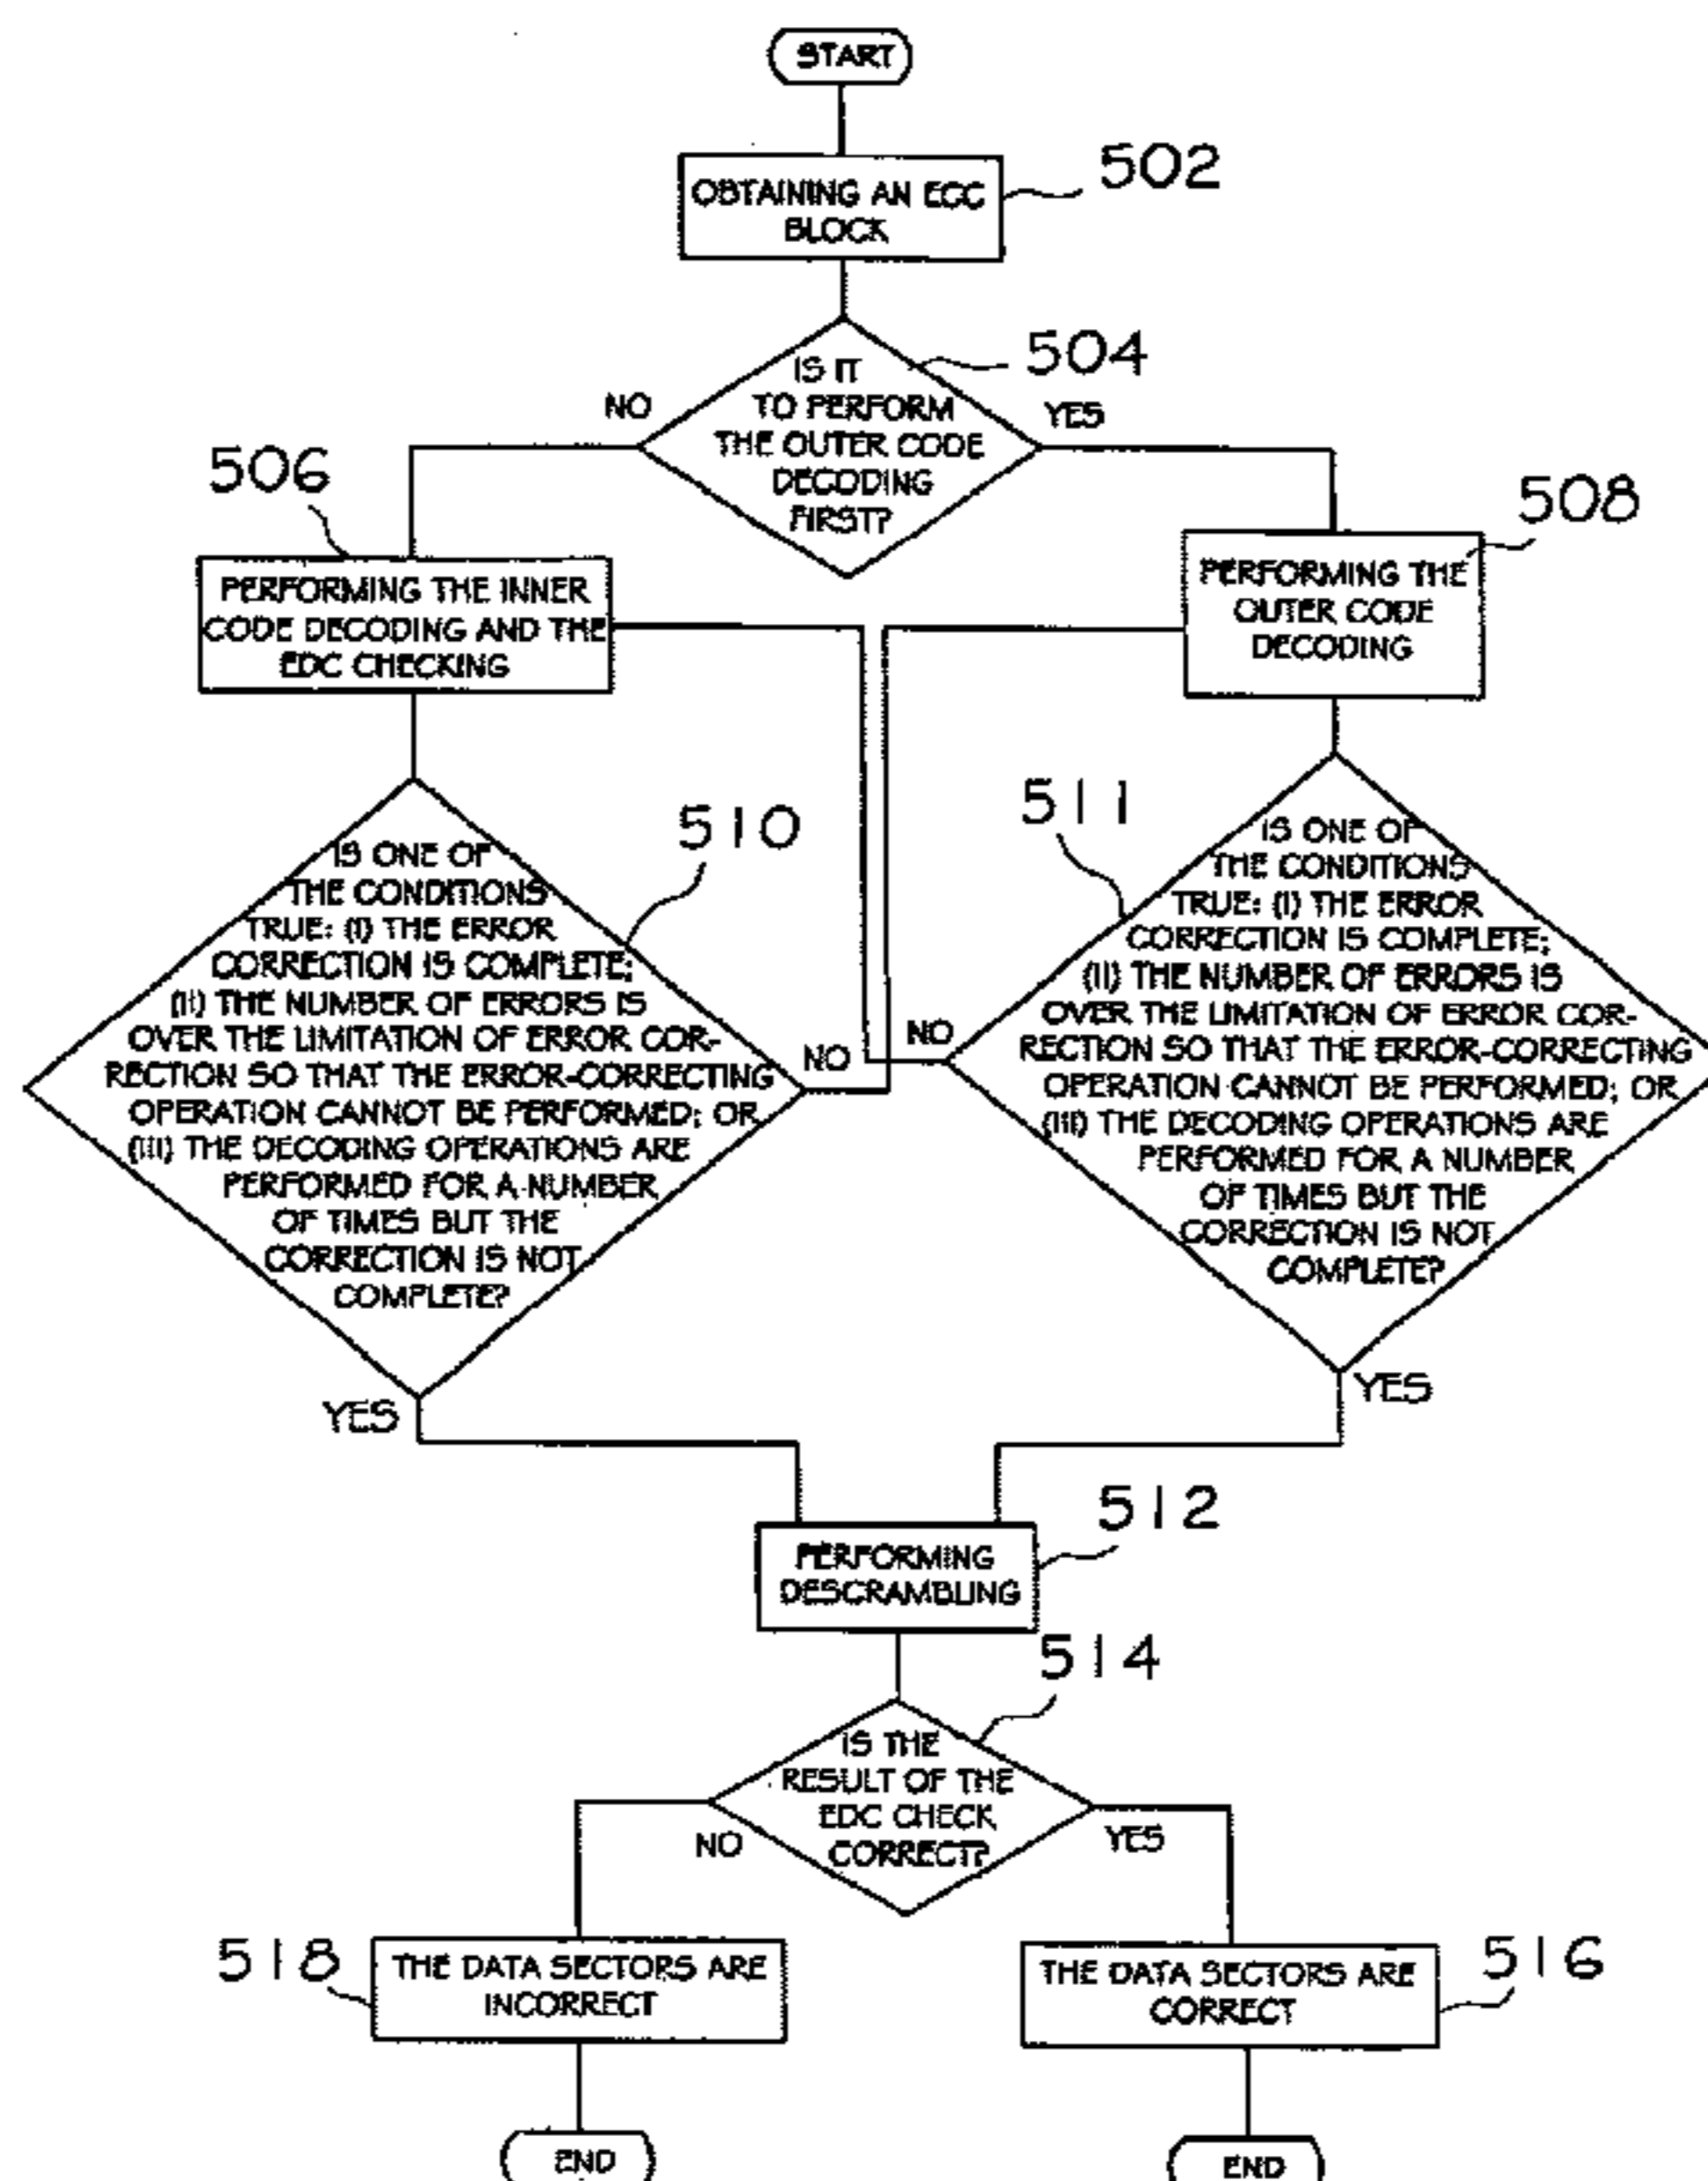 START
502
OBTAINING AN ECC
BLOCK
504
IS IT
TO PERFORM
THE OUTER CODE
DECODING
FIRST?
NO
YES
506
PERFORMING THE INNER
CODE DECODING AND THE
EDC CHECKING
508
PERFORMING THE
OUTER CODE
DECODING
510
IS ONE OF
THE CONDITIONS
TRUE: (I) THE ERROR
CORRECTION IS COMPLETE;
(II) THE NUMBER OF ERRORS IS
OVER THE LIMITATION OF ERROR COR-
RECTION SO THAT THE ERROR-CORRECTING
OPERATION CANNOT BE PERFORMED; OR
(III) THE DECODING OPERATIONS ARE
PERFORMED FOR A NUMBER
OF TIMES BUT THE
CORRECTION IS NOT
COMPLETE?
NO
YES
511
IS ONE OF
THE CONDITIONS
TRUE: (I) THE ERROR
CORRECTION IS COMPLETE;
(II) THE NUMBER OF ERRORS IS
OVER THE LIMITATION OF ERROR COR-
RECTION SO THAT THE ERROR-CORRECTING
OPERATION CANNOT BE PERFORMED; OR
(III) THE DECODING OPERATIONS ARE
PERFORMED FOR A NUMBER
OF TIMES BUT THE
CORRECTION IS NOT
COMPLETE?
NO
YES
512
PERFORMING
DESCRAMBLING
514
IS THE
RESULT OF THE
EDC CHECK
CORRECT?
NO
YES
518
THE DATA SECTORS ARE
INCORRECT
516
THE DATA SECTORS ARE
CORRECT
END
END